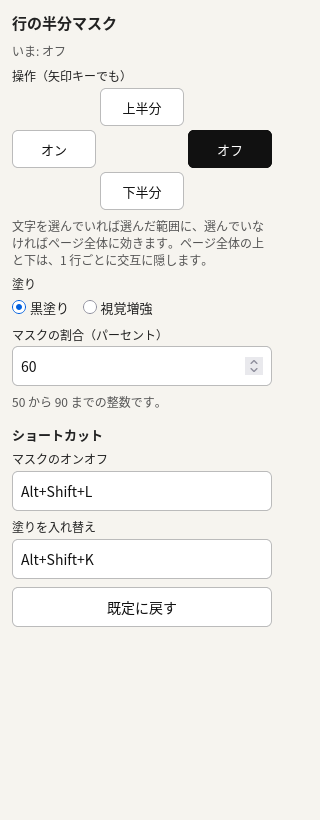 行の半分マスク
いま: オフ
操作（矢印キーでも）
上半分
オン
オフ
下半分
文字を選んでいれば選んだ範囲に、選んでいな
ければページ全体に効きます。ページ全体の上
と下は、1 行ごとに交互に隠します。
塗り
黒塗り
視覚増強
マスクの割合（パーセント）
60
50 から 90 までの整数です。
ショートカット
マスクのオンオフ
Alt+Shift+L
塗りを入れ替え
Alt+Shift+K
既定に戻す